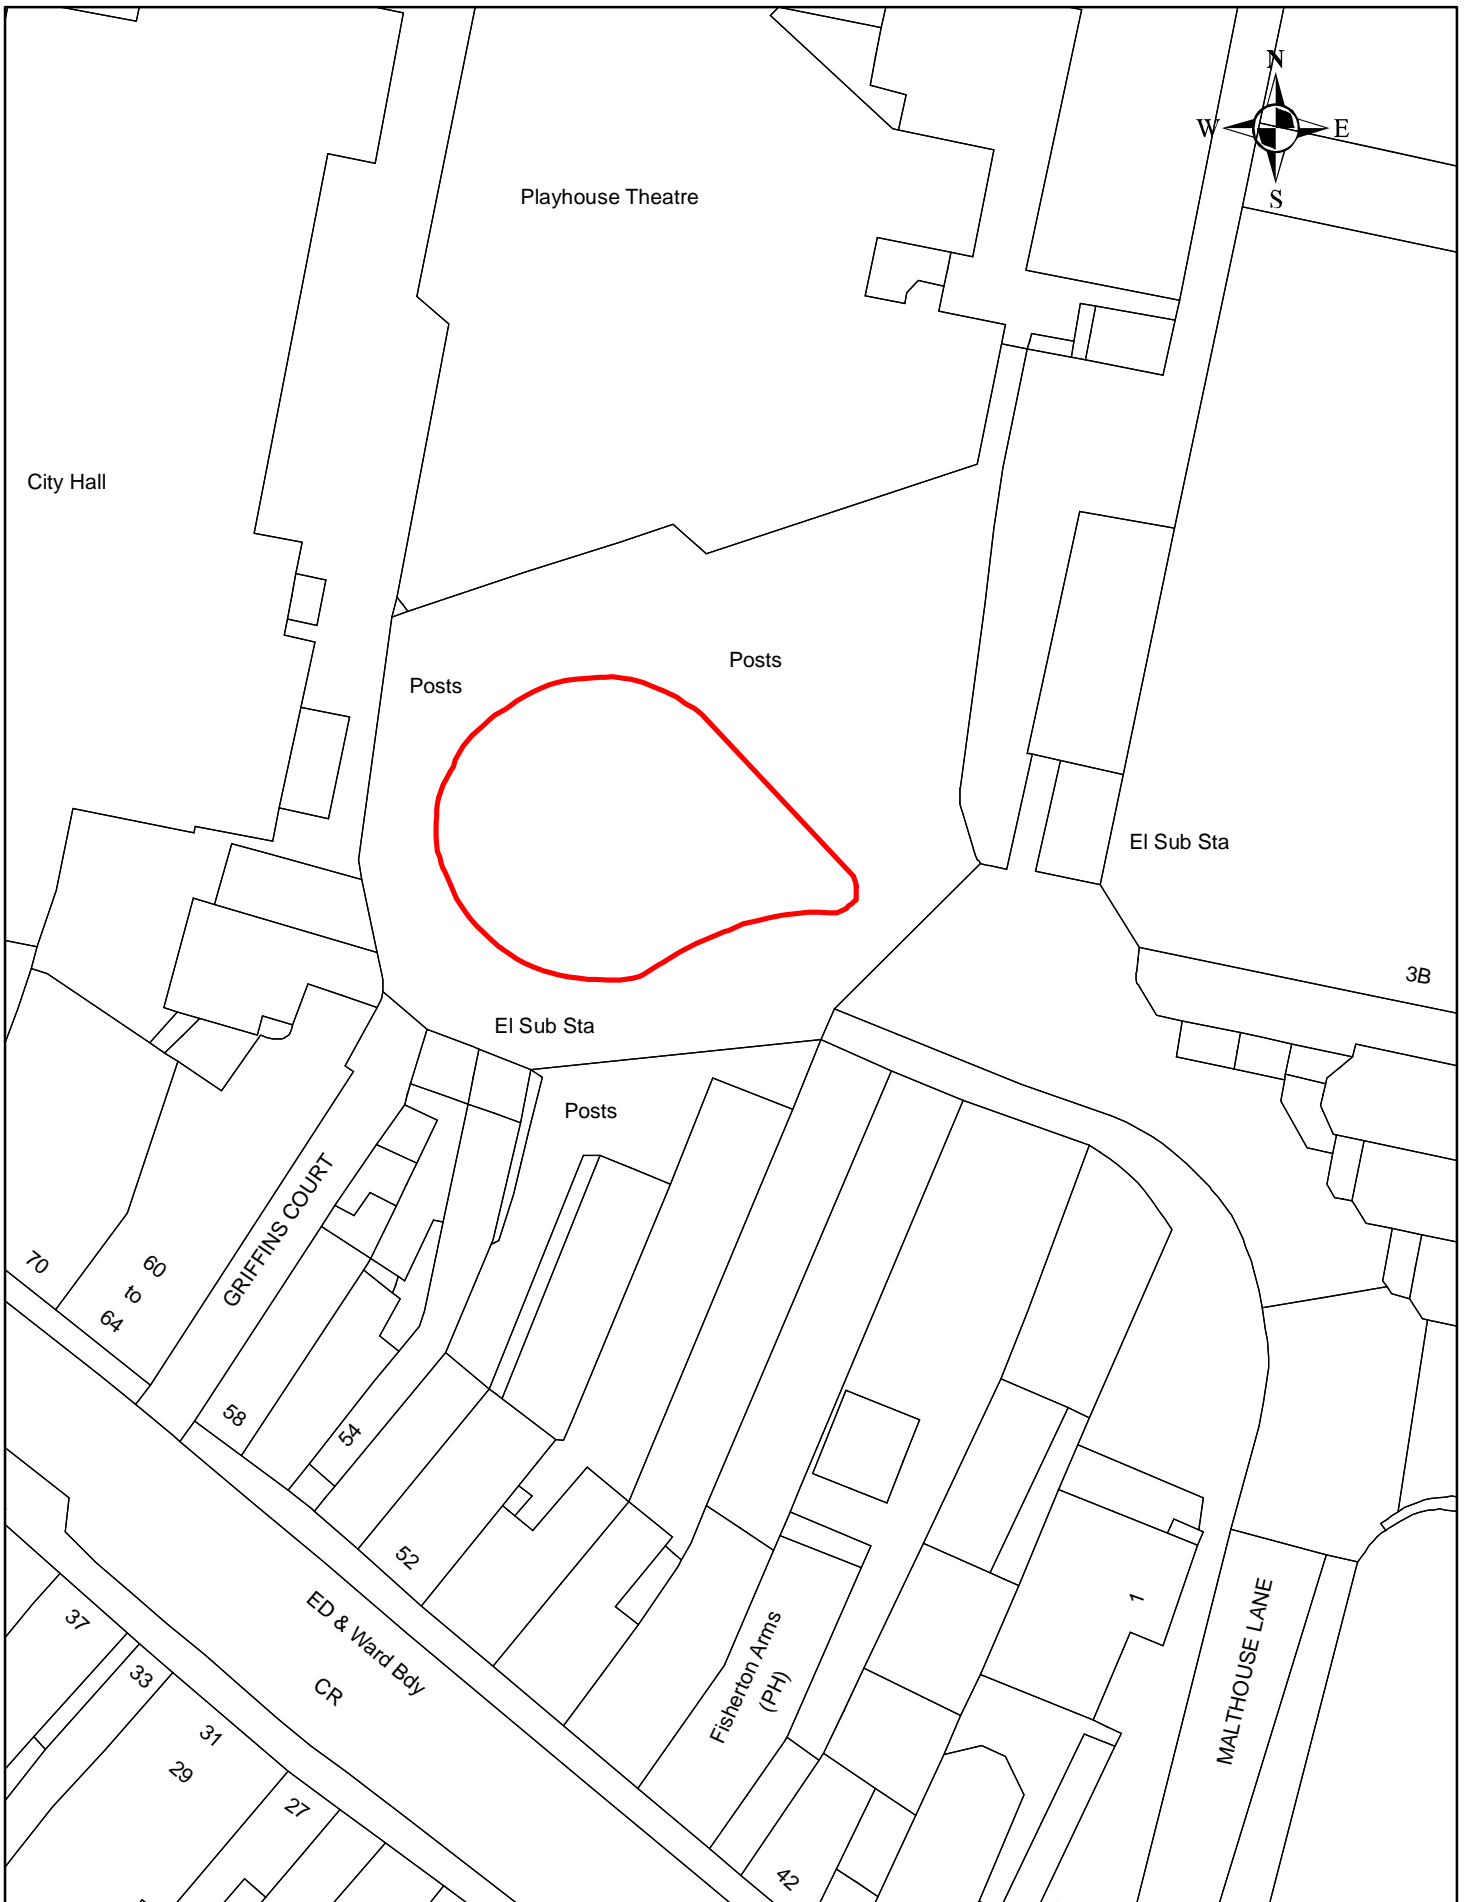 N
W E
S
Playhouse Theatre
City Hall
Posts
Posts
El Sub Sta
3B
El Sub Sta
Posts
GRIFFINS COURT
70
60
to
64
58
54
52
ED & Ward Bdy
CR
37
33
31
29
27
Fisherton Arms
(PH)
42
1
MALTHOUSE LANE